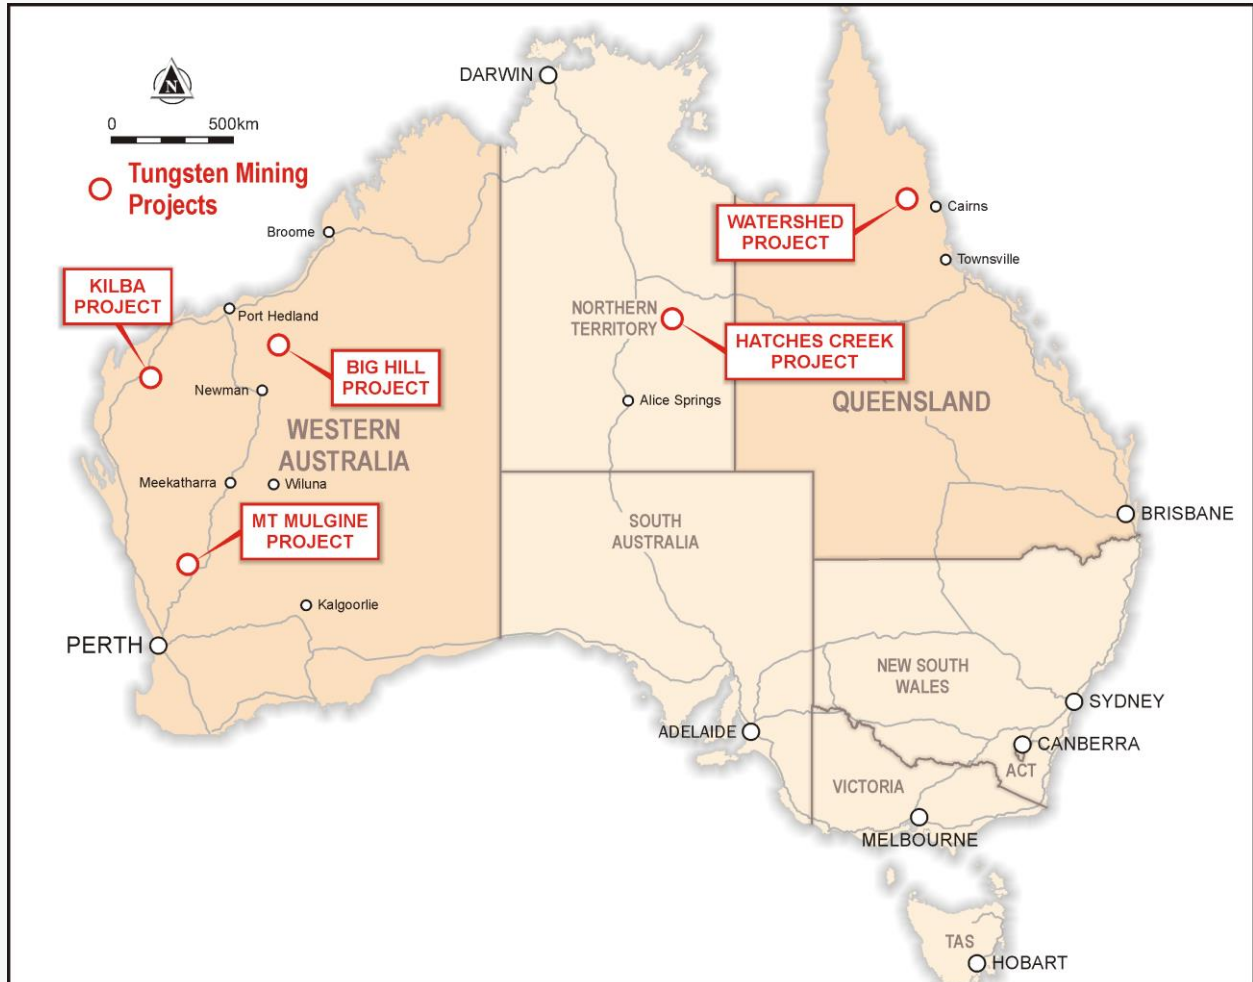 DARWIN
N
0 500km
Tungsten Mining
Projects
Broome
KILBA
PROJECT
Port Hedland
BIG HILL
PROJECT
Newman
WESTERN
AUSTRALIA
Meekatharra
Wiluna
MT MULGINE
PROJECT
Kalgoorlie
PERTH
NORTHERN
TERRITORY
Alice Springs
SOUTH
AUSTRALIA
ADELAIDE
WATERSHED
PROJECT
Cairns
Townsville
HATCHES CREEK
PROJECT
QUEENSLAND
BRISBANE
NEW SOUTH
WALES
SYDNEY
CANBERRA
ACT
VICTORIA
MELBOURNE
TAS
HOBART